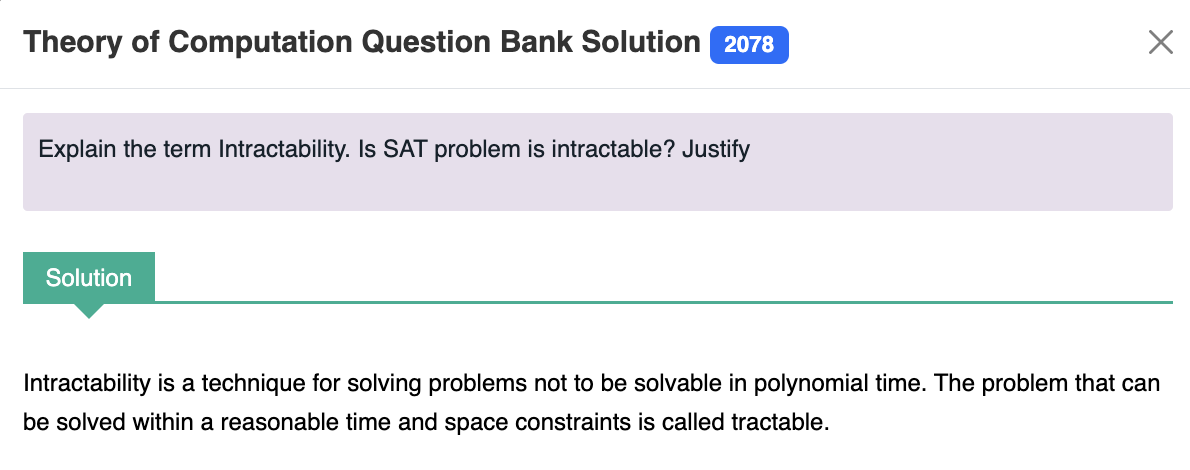 Theory of Computation Question Bank Solution 2078
Explain the term Intractability. Is SAT problem is intractable? Justify
Solution
Intractability is a technique for solving problems not to be solvable in polynomial time. The problem that can
be solved within a reasonable time and space constraints is called tractable.